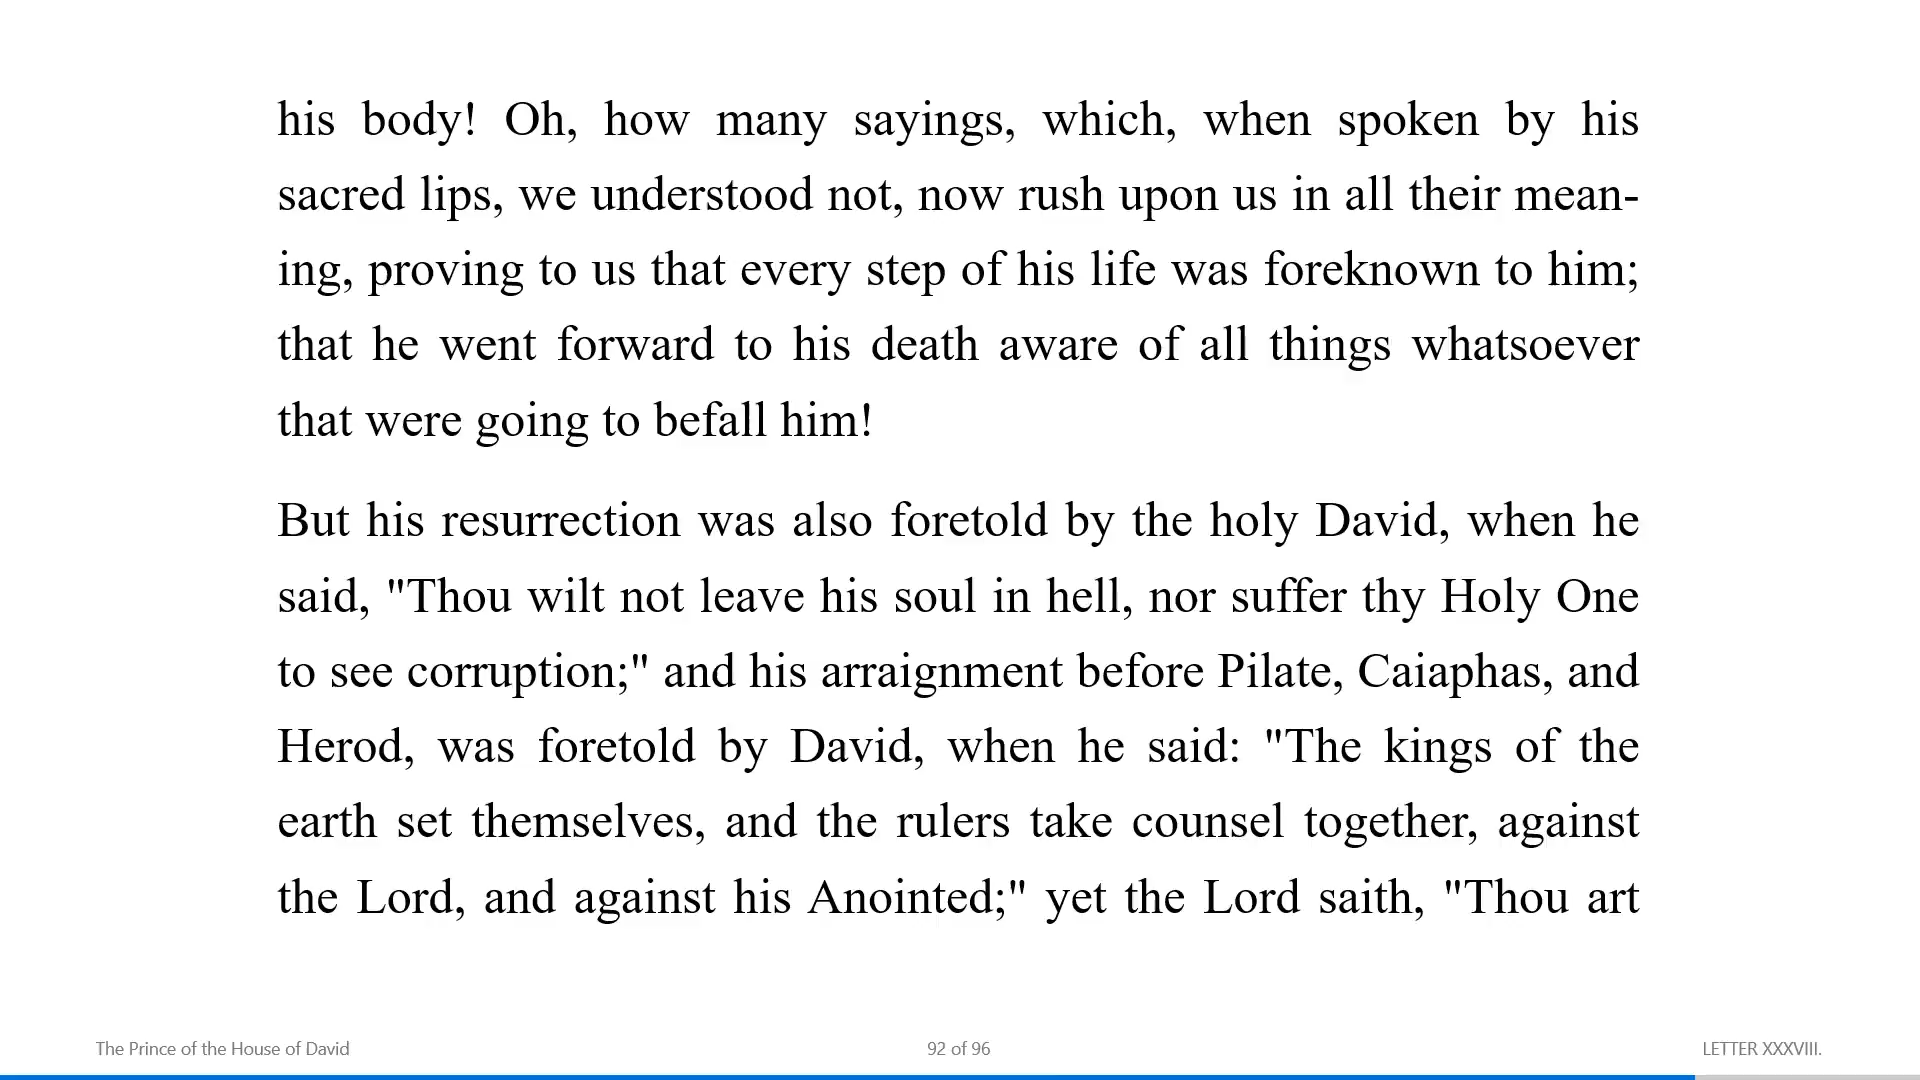 his body! Oh, how many sayings, which, when spoken by his
sacred lips, we understood not, now rush upon us in all their mean-
ing, proving to us that every step of his life was foreknown to him;
that he went forward to his death aware of all things whatsoever
that were going to befall him!
But his resurrection was also foretold by the holy David, when he
said, "Thou wilt not leave his soul in hell, nor suffer thy Holy One
to see corruption;" and his arraignment before Pilate, Caiaphas, and
Herod, was foretold by David, when he said: "The kings of the
earth set themselves, and the rulers take counsel together, against
the Lord, and against his Anointed;" yet the Lord saith, "Thou art
The Prince of the House of David
92 of 96
LETTER XXXVIII.